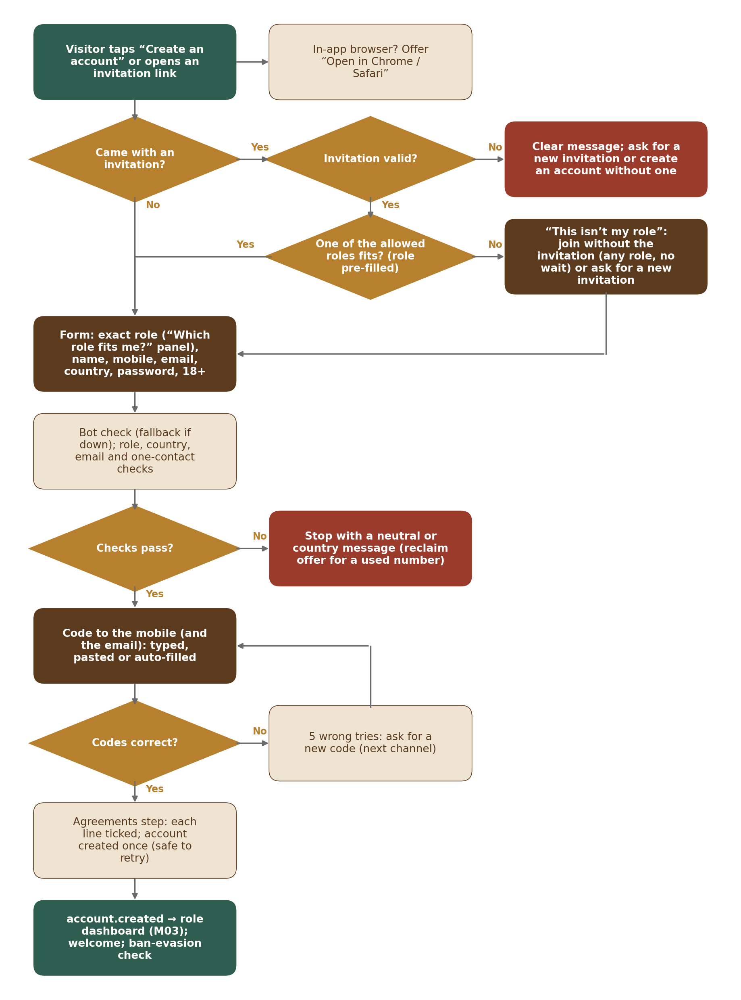 Visitor taps “Create an
account” or opens an
invitation link
In-app browser? Offer
“Open in Chrome /
Safari”
Came with an
invitation?
Yes
Invitation valid?
No
Clear message; ask for a
new invitation or create
an account without one
No
Yes
Yes
One of the allowed
roles fits? (role
pre-filled)
No
“This isn’t my role”:
join without the
invitation (any role, no
wait) or ask for a new
invitation
Form: exact role (“Which
role fits me?” panel),
name, mobile, email,
country, password, 18+
Bot check (fallback if
down); role, country,
email and one-contact
checks
Checks pass?
No
Stop with a neutral or
country message (reclaim
offer for a used number)
Yes
Code to the mobile (and
the email): typed,
pasted or auto-filled
Codes correct?
No
5 wrong tries: ask for a
new code (next channel)
Yes
Agreements step: each
line ticked; account
created once (safe to
retry)
account.created → role
dashboard (M03);
welcome; ban-evasion
check